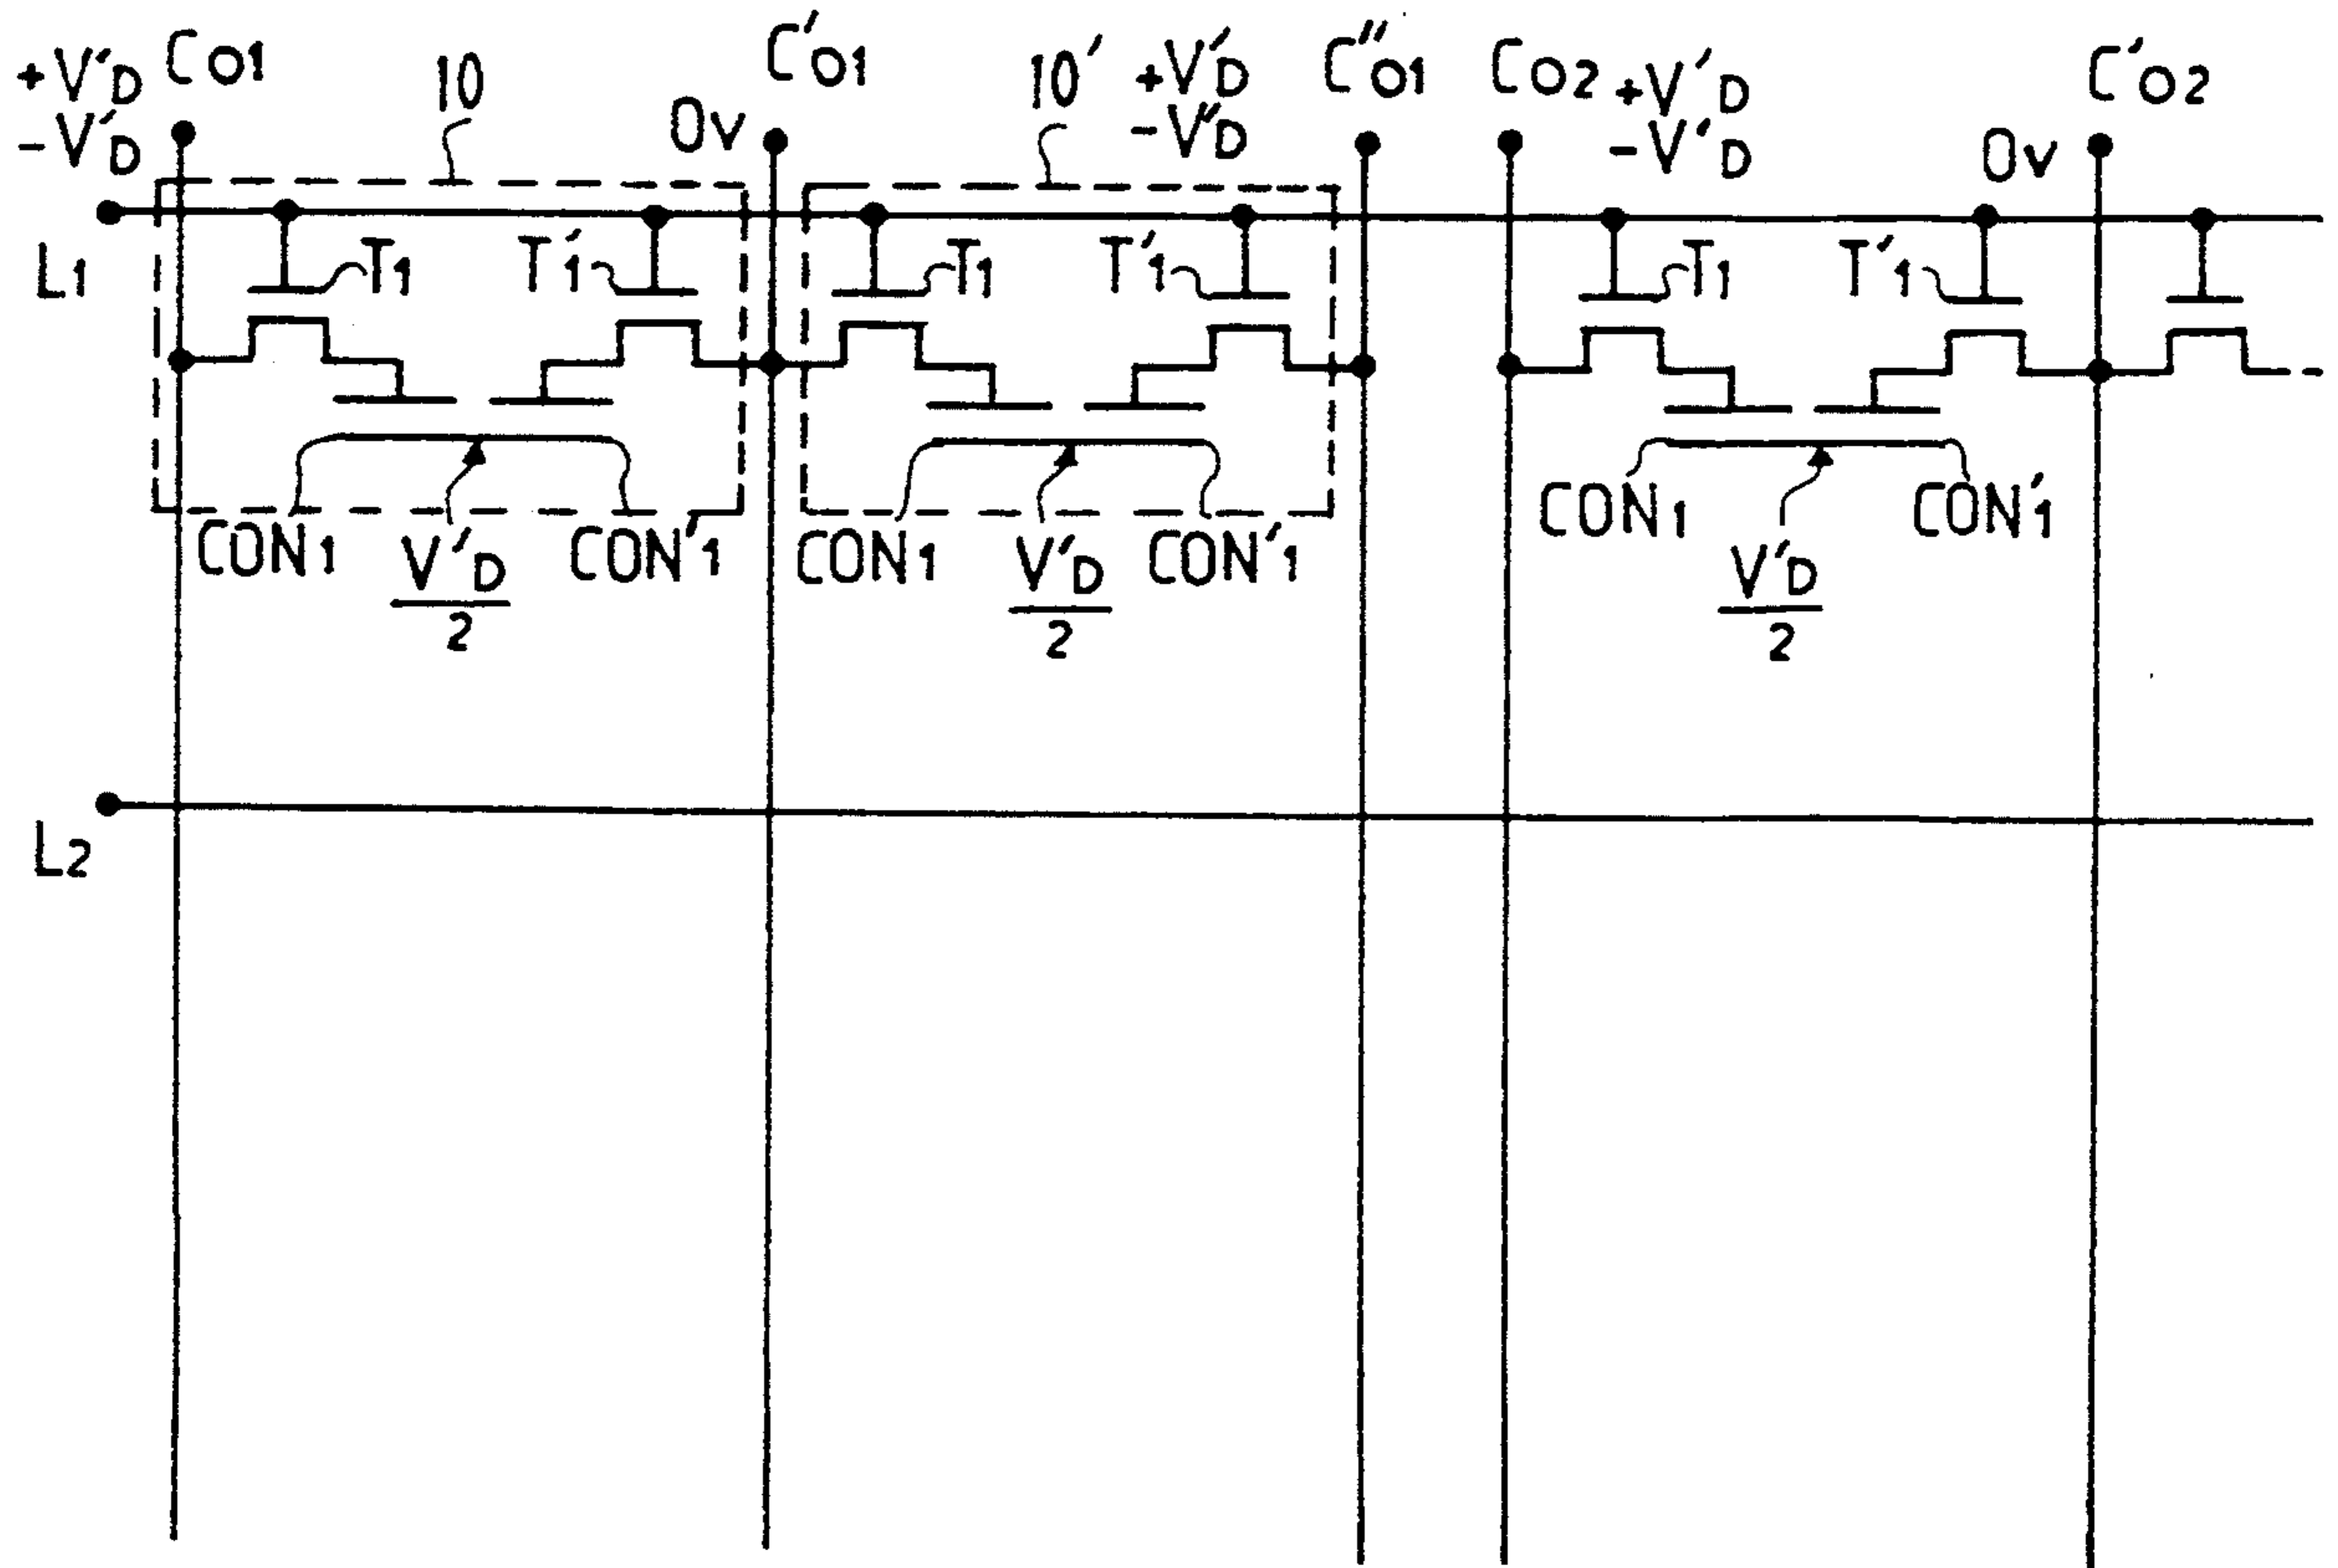 +V'D CO1 10 C'O1 10' +V'D C''O1 CO2 +V'D C'O2
-V'D 0v -V'D -V'D 0v
L1 T1 T'1 T1 T'1 T1 T'1
CON1 V'D/2 CON'1 CON1 V'D/2 CON'1 CON1 V'D/2 CON'1
L2